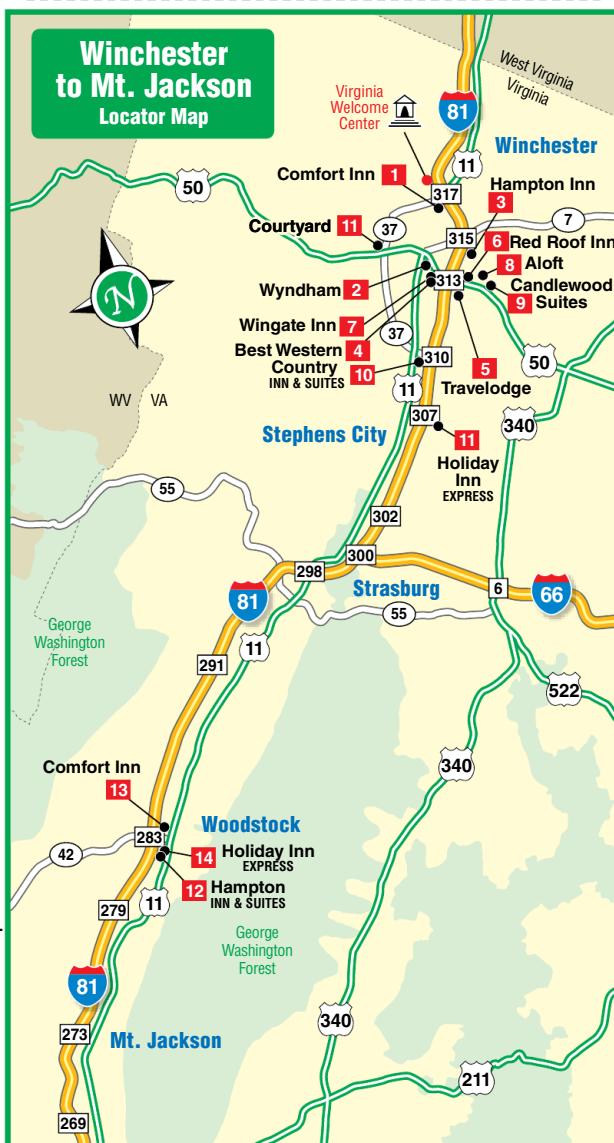 Winchester
to Mt. Jackson
Locator Map
West Virginia
Virginia
Virginia
Welcome
Center
81
Winchester
11
Comfort Inn 1
317
Hampton Inn
3
50
7
Courtyard 11
37
315
6 Red Roof Inn
8 Aloft
N
Wyndham 2
313
Candlewood
9 Suites
Wingate Inn 7
37
Best Western 4
310
5
50
Country
INN & SUITES 10
Travelodge
WV VA
11
307
340
Stephens City
11
Holiday
Inn
EXPRESS
55
302
300
298
Strasburg
6
66
81
55
George
Washington
Forest
11
291
522
340
Comfort Inn
13
Woodstock
283
42
14 Holiday Inn
EXPRESS
12 Hampton
INN & SUITES
11
279
George
Washington
Forest
81
340
273
Mt. Jackson
211
269